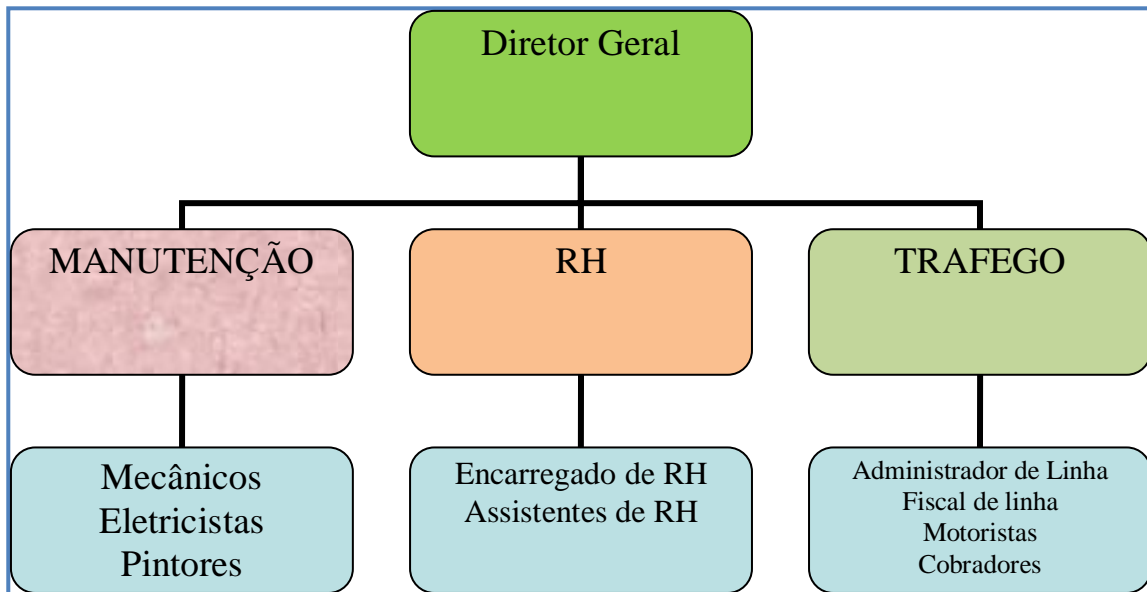 Diretor Geral
MANUTENÇÃO
RH
TRAFEGO
Mecânicos
Eletricistas
Pintores
Encarregado de RH
Assistentes de RH
Administrador de Linha
Fiscal de linha
Motoristas
Cobradores